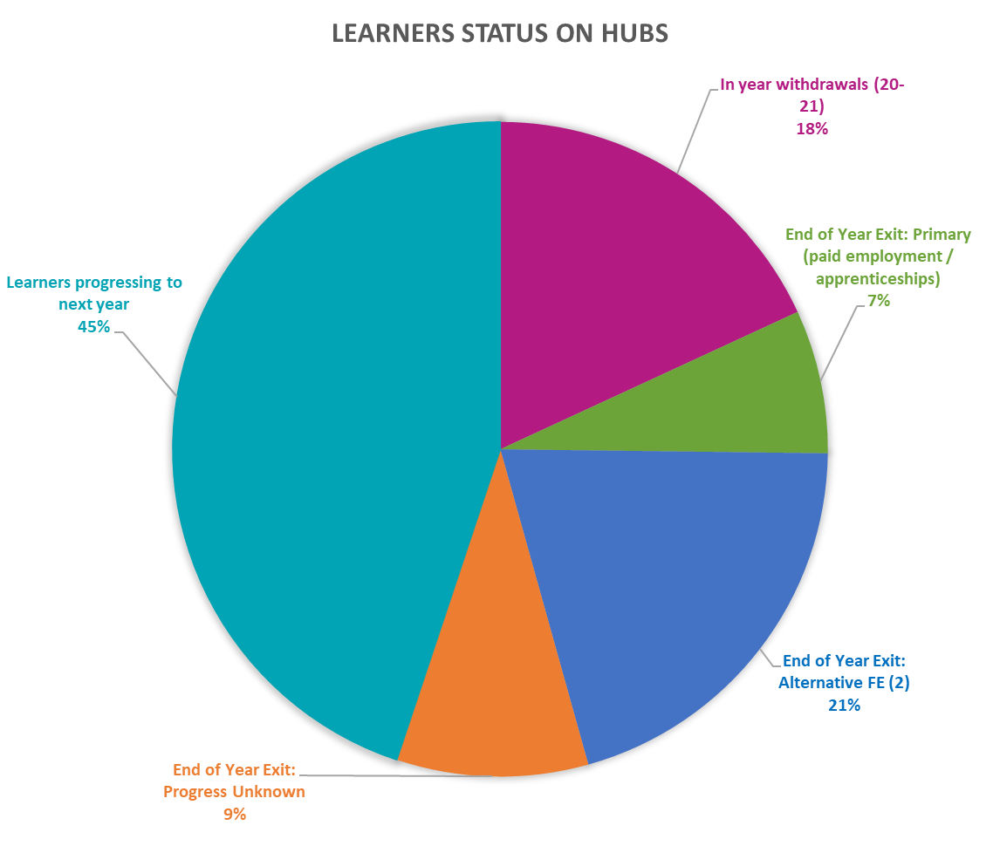 LEARNERS STATUS ON HUBS
In year withdrawals (20-
21)
18%
End of Year Exit: Primary
(paid employment /
apprenticeships)
7%
Learners progressing to
next year
45%
End of Year Exit:
Alternative FE (2)
21%
End of Year Exit:
Progress Unknown
9%